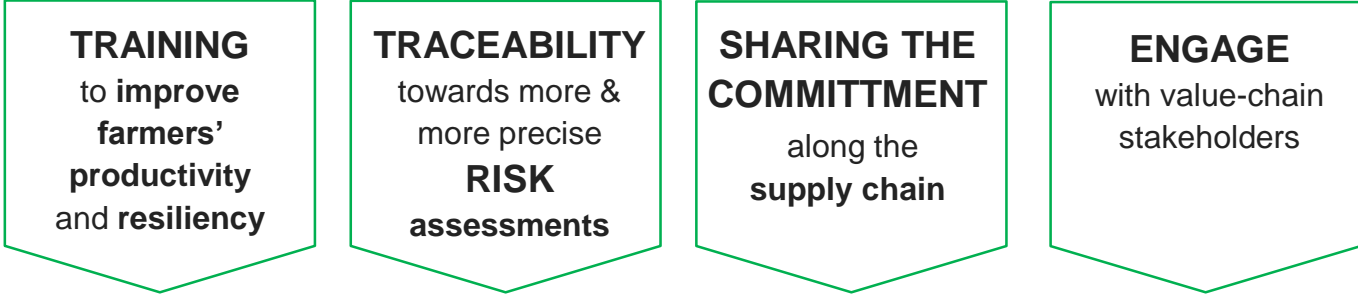 TRAINING
to improve
farmers’
productivity
and resiliency
TRACEABILITY
towards more &
more precise
RISK
assessments
SHARING THE
COMMITTMENT
along the
supply chain
ENGAGE
with value-chain
stakeholders